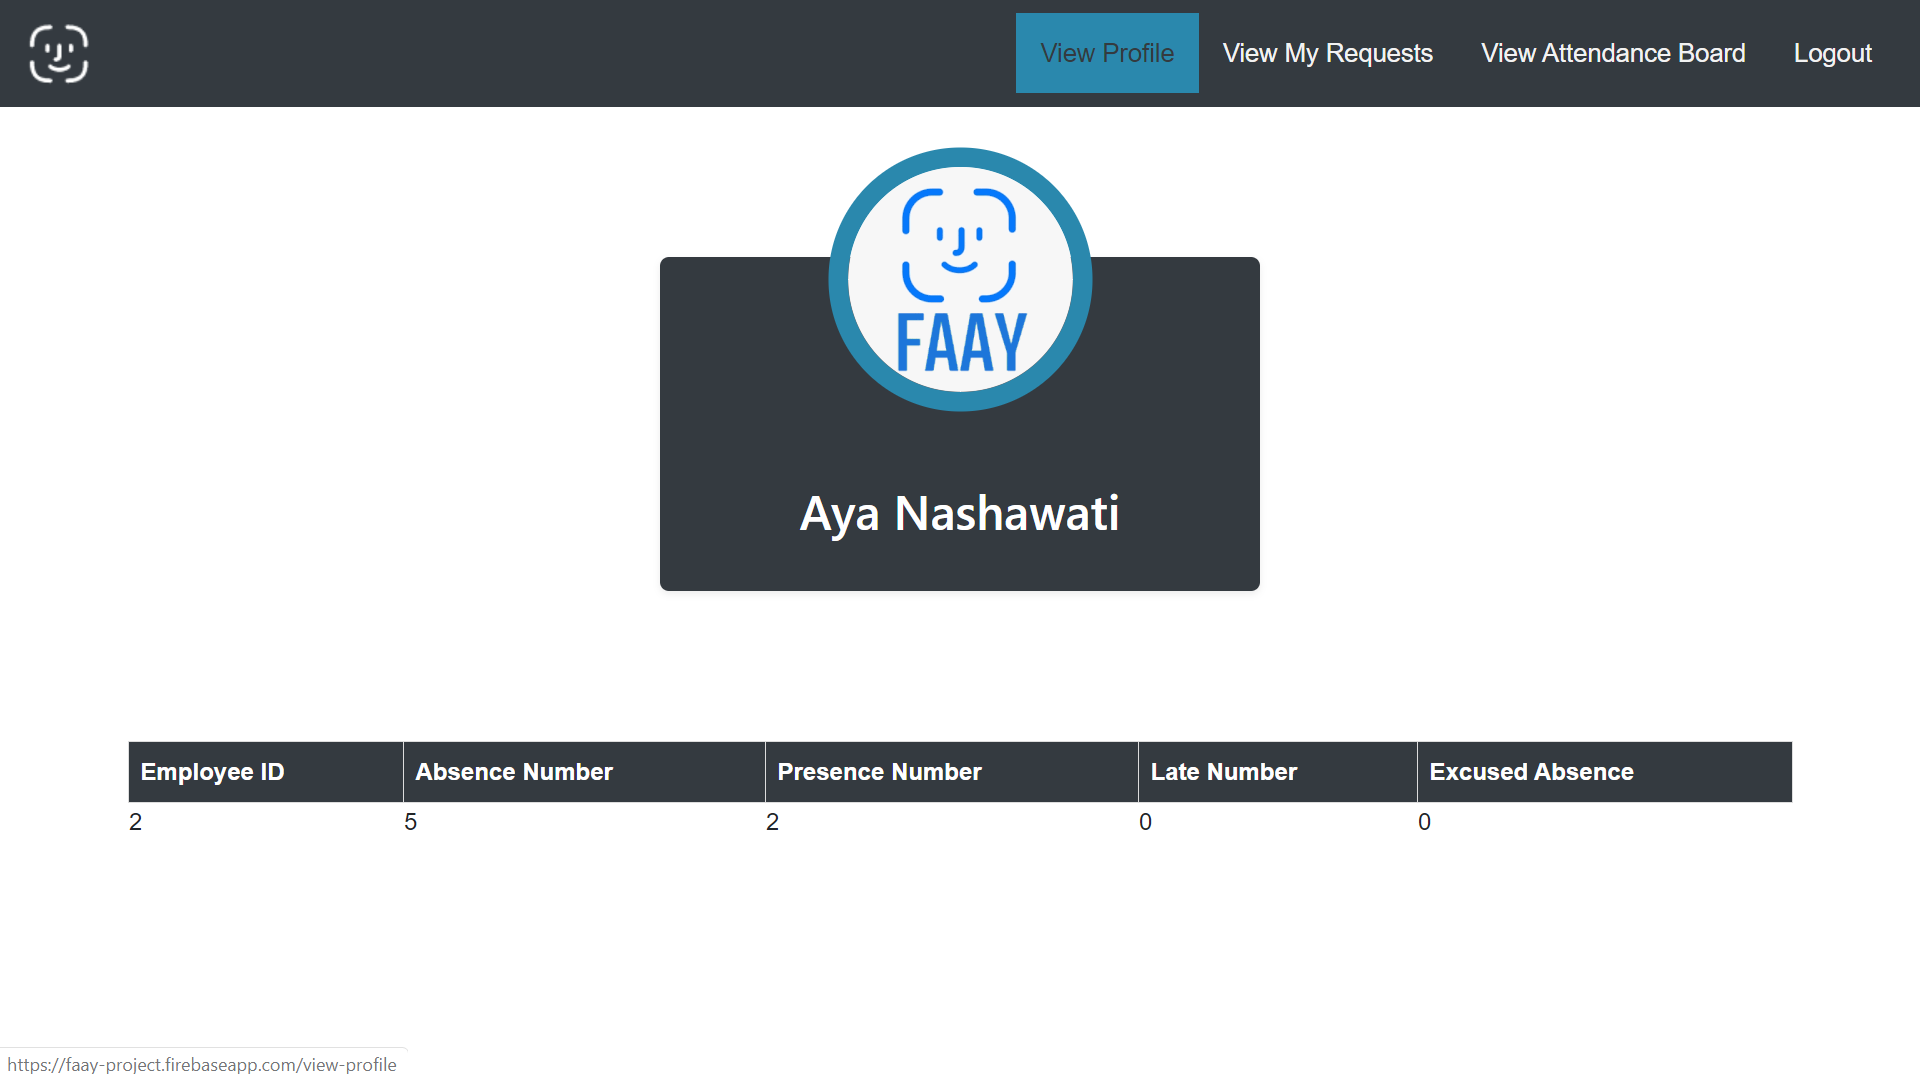 View Profile View My Requests View Attendance Board Logout
FAAY
Aya Nashawati
Employee ID Absence Number Presence Number Late Number Excused Absence
2 5 2 0 0
https://faay-project.firebaseapp.com/view-profile